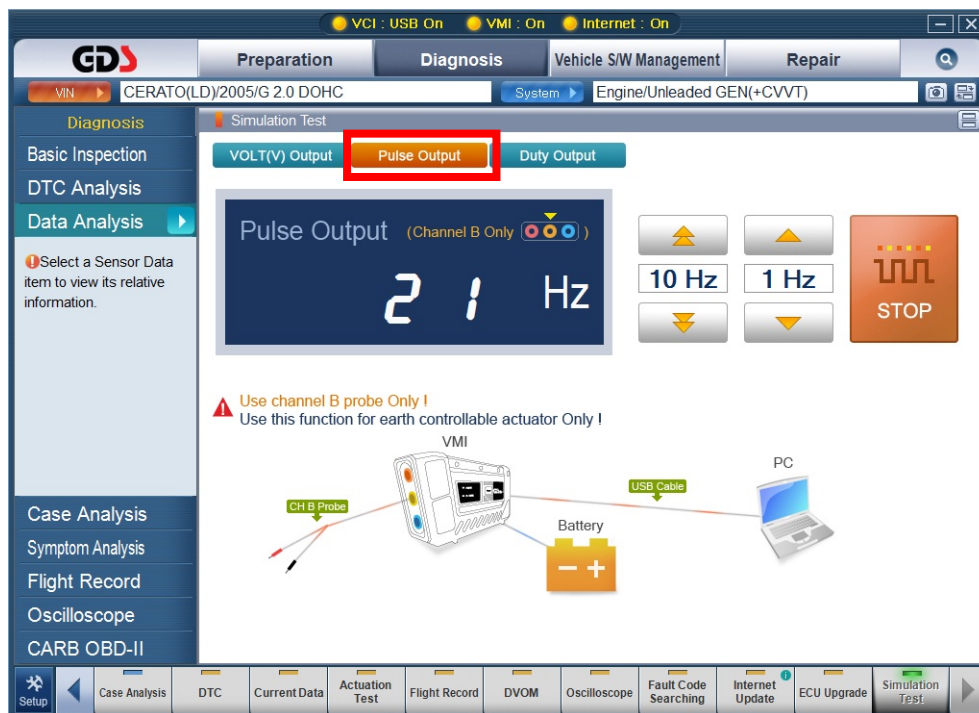 VCI : USB On VMI : On Internet : On
GDS Preparation Diagnosis Vehicle S/W Management Repair
VIN CERATO(LD)/2005/G 2.0 DOHC System Engine/Unleaded GEN(+CVVT)
Diagnosis
Simulation Test
Basic Inspection
VOLT(V) Output Pulse Output Duty Output
DTC Analysis
Data Analysis
Pulse Output (Channel B Only )
Select a Sensor Data
item to view its relative
information.
21 Hz
10 Hz 1 Hz
STOP
Use channel B probe Only !
Use this function for earth controllable actuator Only !
VMI
PC
USB Cable
CH B Probe
Battery
- +
Case Analysis
Symptom Analysis
Flight Record
Oscilloscope
CARB OBD-II
Setup Case Analysis DTC Current Data Actuation Test Flight Record DVOM Oscilloscope Fault Code Searching Internet Update ECU Upgrade Simulation Test